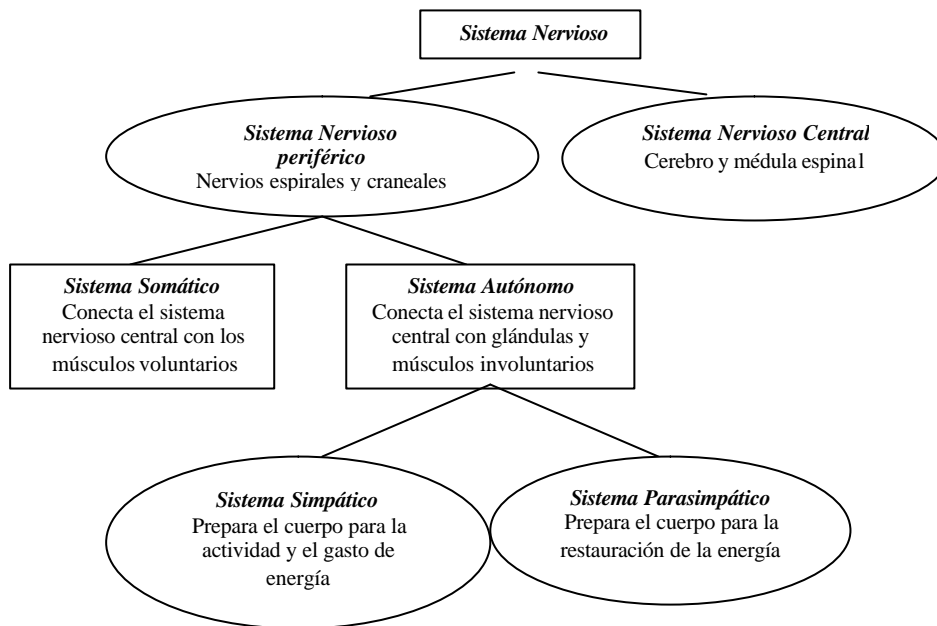 Sistema Nervioso
Sistema Nervioso
periférico
Nervios espirales y craneales
Sistema Nervioso Central
Cerebro y médula espinal
Sistema Somático
Conecta el sistema
nervioso central con los
músculos voluntarios
Sistema Autónomo
Conecta el sistema nervioso
central con glándulas y
músculos involuntarios
Sistema Simpático
Prepara el cuerpo para la
actividad y el gasto de
energía
Sistema Parasimpático
Prepara el cuerpo para la
restauración de la energía